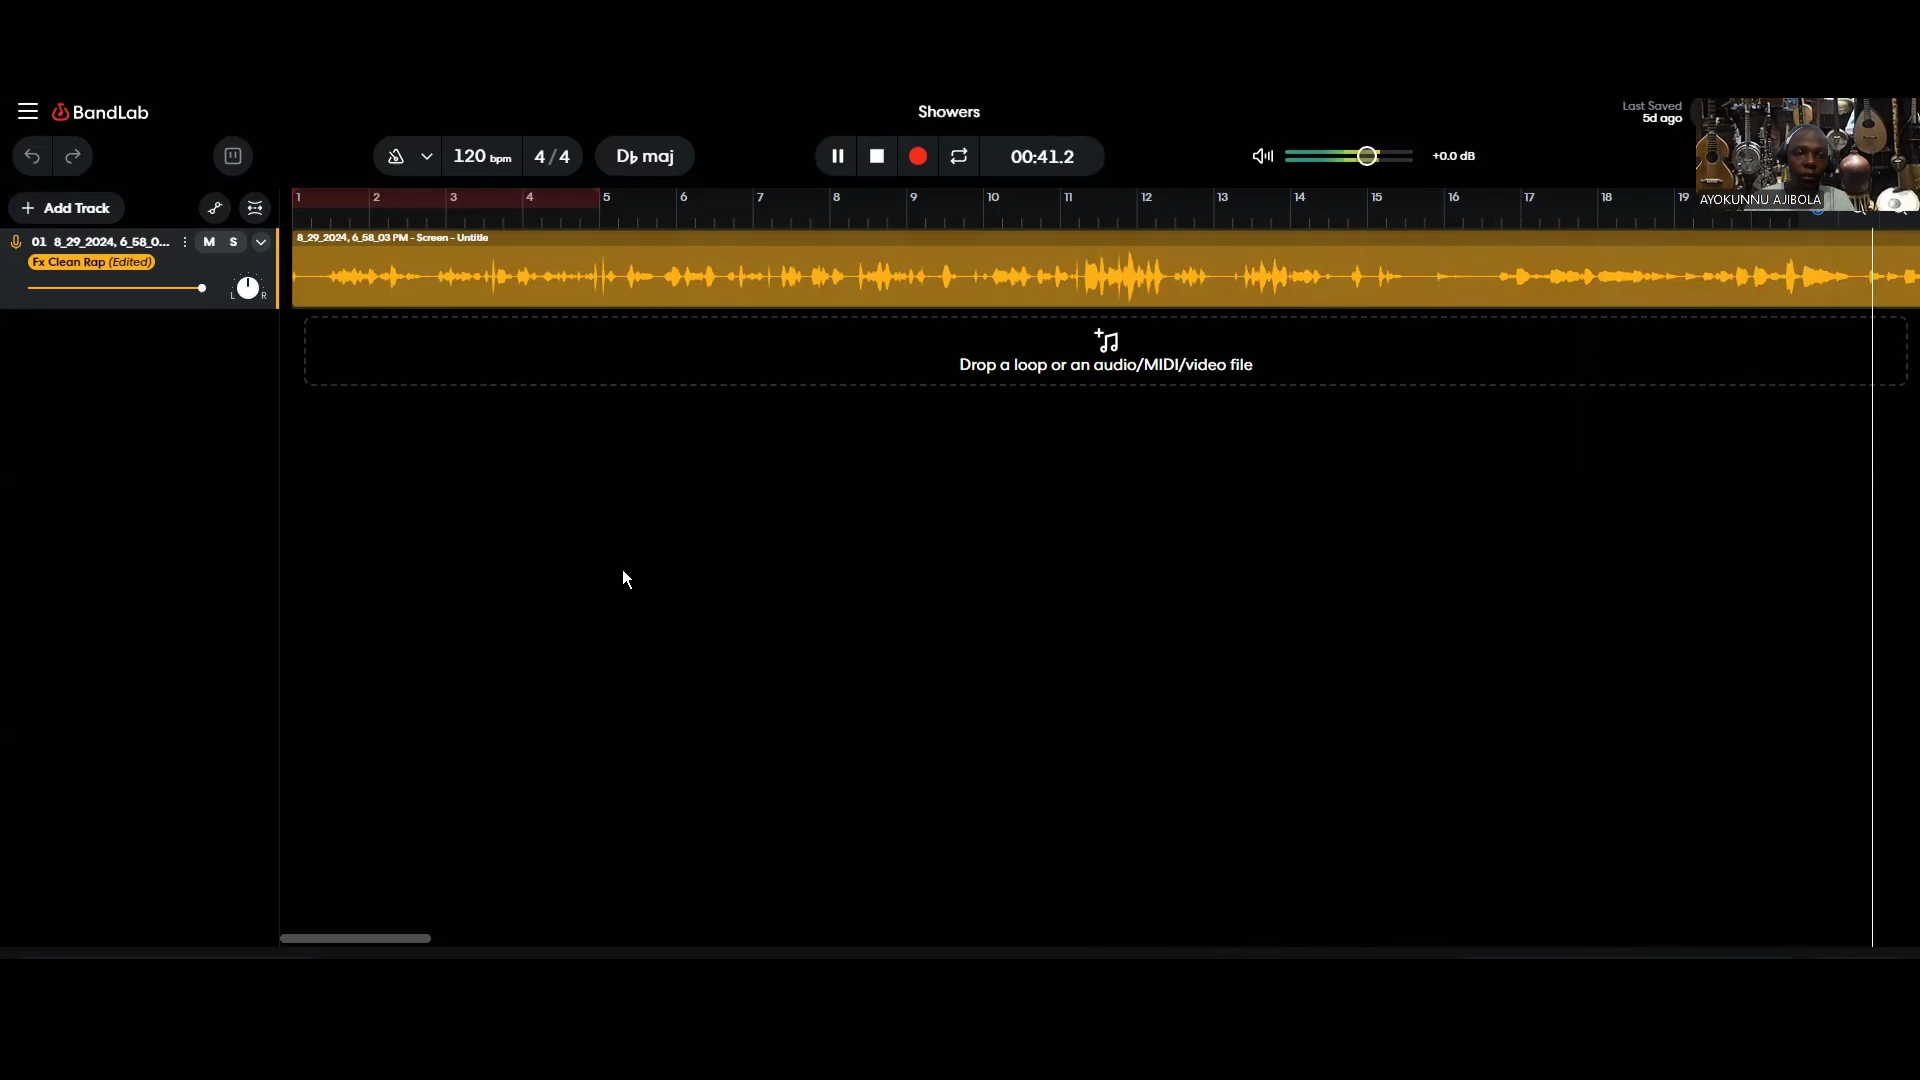 BandLab
Showers
Last Saved
5d ago
120 bpm
4/4
D♭ maj
00:41.2
+0.0 dB
AYOKUNNU AJIBOLA
+ Add Track
1 2 3 4 5 6 7 8 9 10 11 12 13 14 15 16 17 18 19
01 8_29_2024, 6_58_0... M S
Fx Clean Rap (Edited)
L R
8_29_2024, 6_58_03 PM - Screen - Untitle
Drop a loop or an audio/MIDI/video file